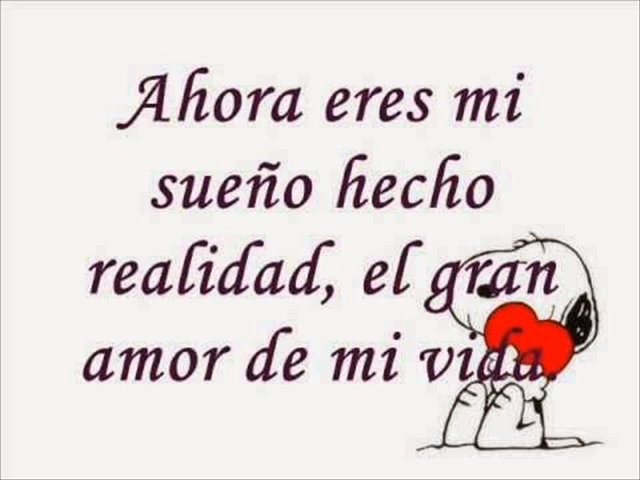 Ahora eres mi
sueño hecho
realidad, el gran
amor de mi vida.